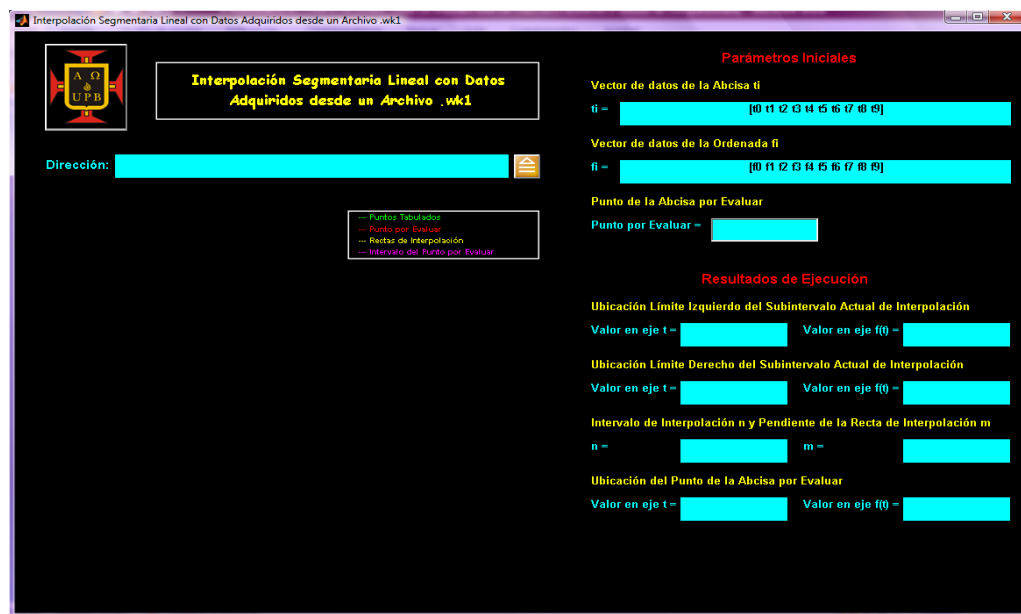 Interpolación Segmentaria Lineal con Datos Adquiridos desde un Archivo .wk1
A Ω
&
UPB
Interpolación Segmentaria Lineal con Datos
Adquiridos desde un Archivo .wk1
Dirección:
--- Puntos Tabulados
--- Punto por Evaluar
--- Rectas de Interpolación
--- Intervalo del Punto por Evaluar
Parámetros Iniciales
Vector de datos de la Abcisa ti
ti = [t0 t1 t2 t3 t4 t5 t6 t7 t8 t9]
Vector de datos de la Ordenada fi
fi = [f0 f1 f2 f3 f4 f5 f6 f7 f8 f9]
Punto de la Abcisa por Evaluar
Punto por Evaluar =
Resultados de Ejecución
Ubicación Límite Izquierdo del Subintervalo Actual de Interpolación
Valor en eje t = Valor en eje f(t) =
Ubicación Límite Derecho del Subintervalo Actual de Interpolación
Valor en eje t = Valor en eje f(t) =
Intervalo de Interpolación n y Pendiente de la Recta de Interpolación m
n = m =
Ubicación del Punto de la Abcisa por Evaluar
Valor en eje t = Valor en eje f(t) =